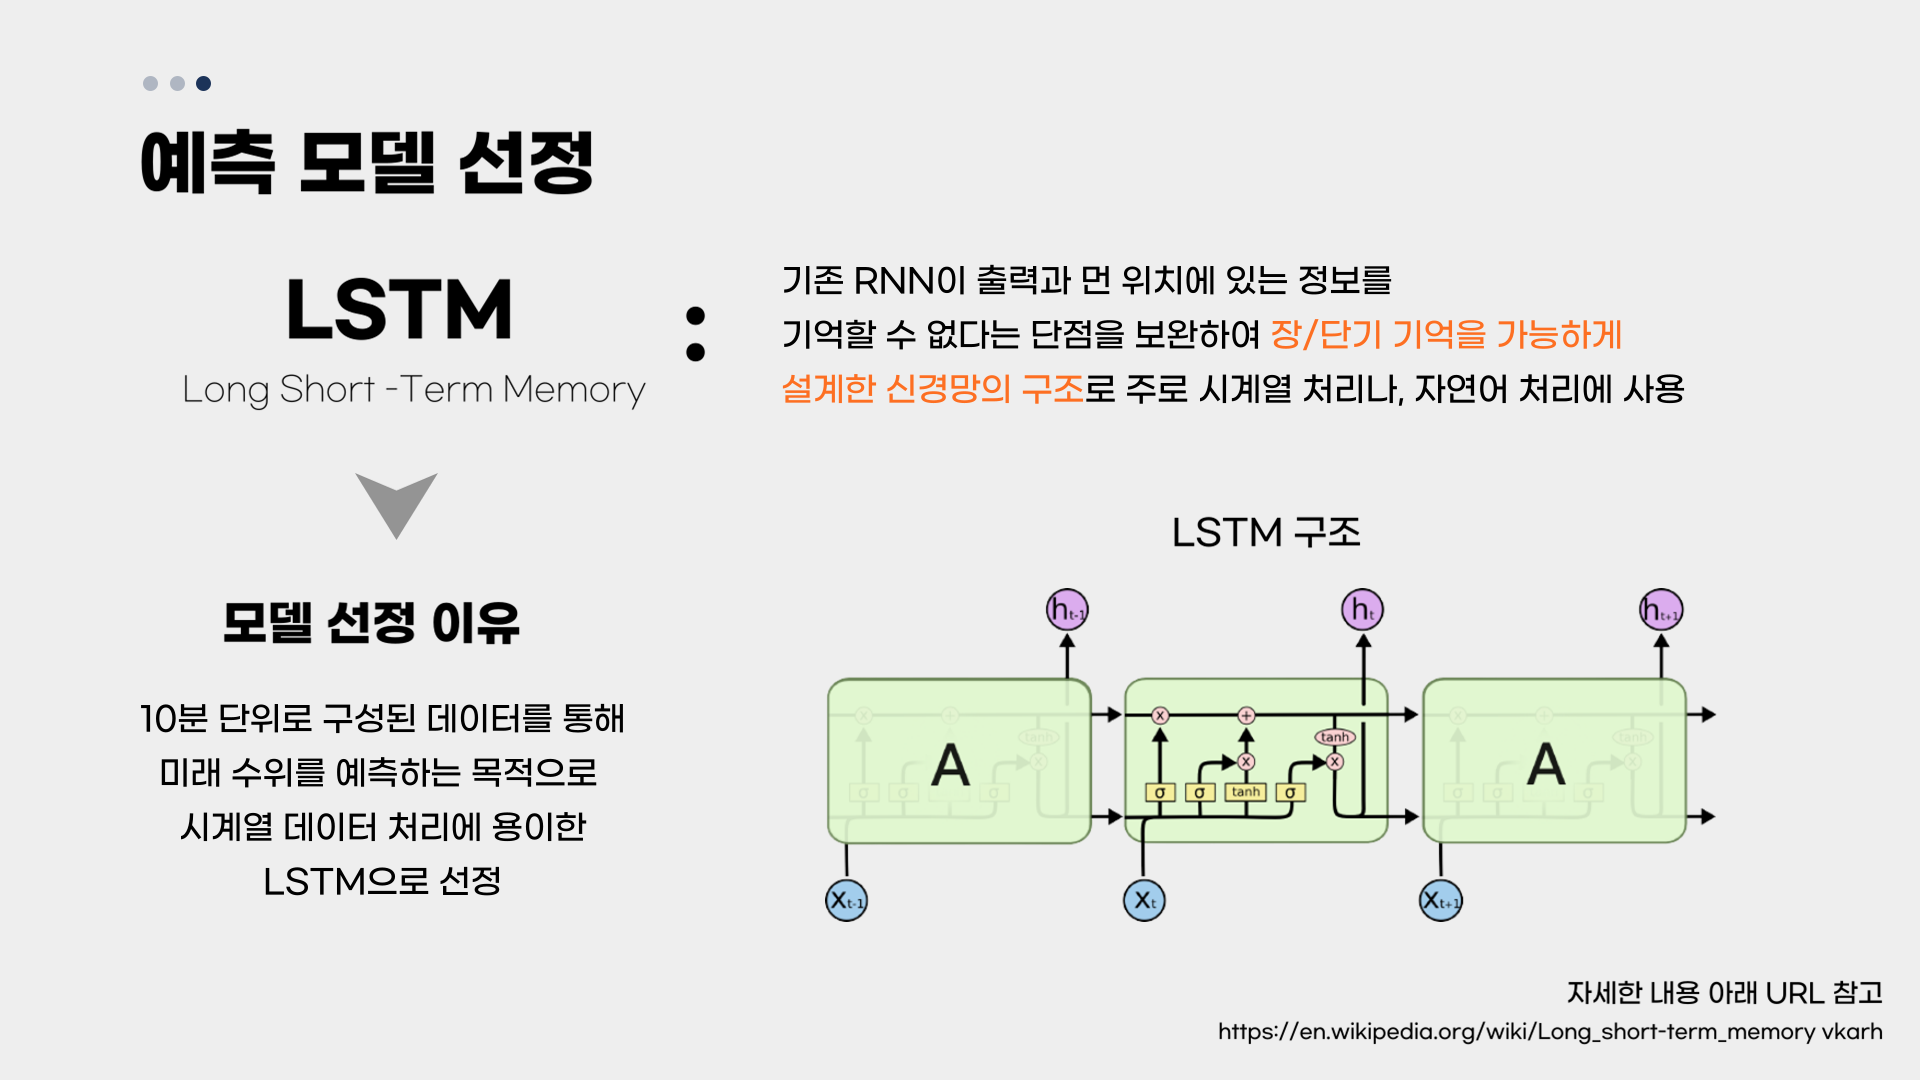 예측 모델 선정
LSTM
Long Short -Term Memory
:
기존 RNN이 출력과 먼 위치에 있는 정보를
기억할 수 없다는 단점을 보완하여 장/단기 기억을 가능하게
설계한 신경망의 구조로 주로 시계열 처리나, 자연어 처리에 사용
모델 선정 이유
10분 단위로 구성된 데이터를 통해
미래 수위를 예측하는 목적으로
시계열 데이터 처리에 용이한
LSTM으로 선정
LSTM 구조
ht-1 ht ht+1
x + x +  x +
tanh tanh tanh
x x x x
A A
σ σ σ σ σ tanh σ σ σ σ
Xt-1 Xt Xt+1
자세한 내용 아래 URL 참고
https://en.wikipedia.org/wiki/Long_short-term_memory vkarh